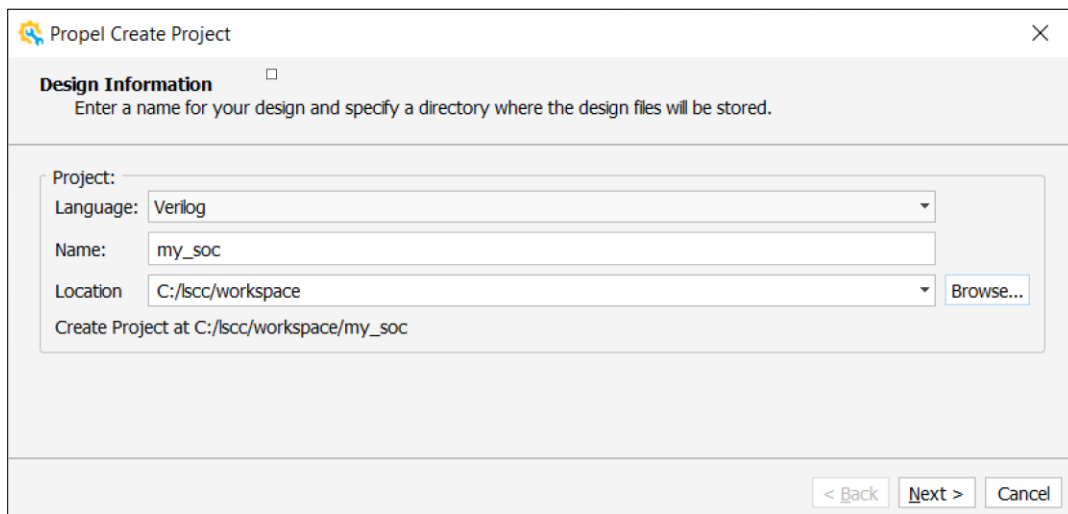 Propel Create Project
Design Information
Enter a name for your design and specify a directory where the design files will be stored.
Project:
Language: Verilog
Name: my_soc
Location C:/lscc/workspace Browse...
Create Project at C:/lscc/workspace/my_soc
< Back Next > Cancel